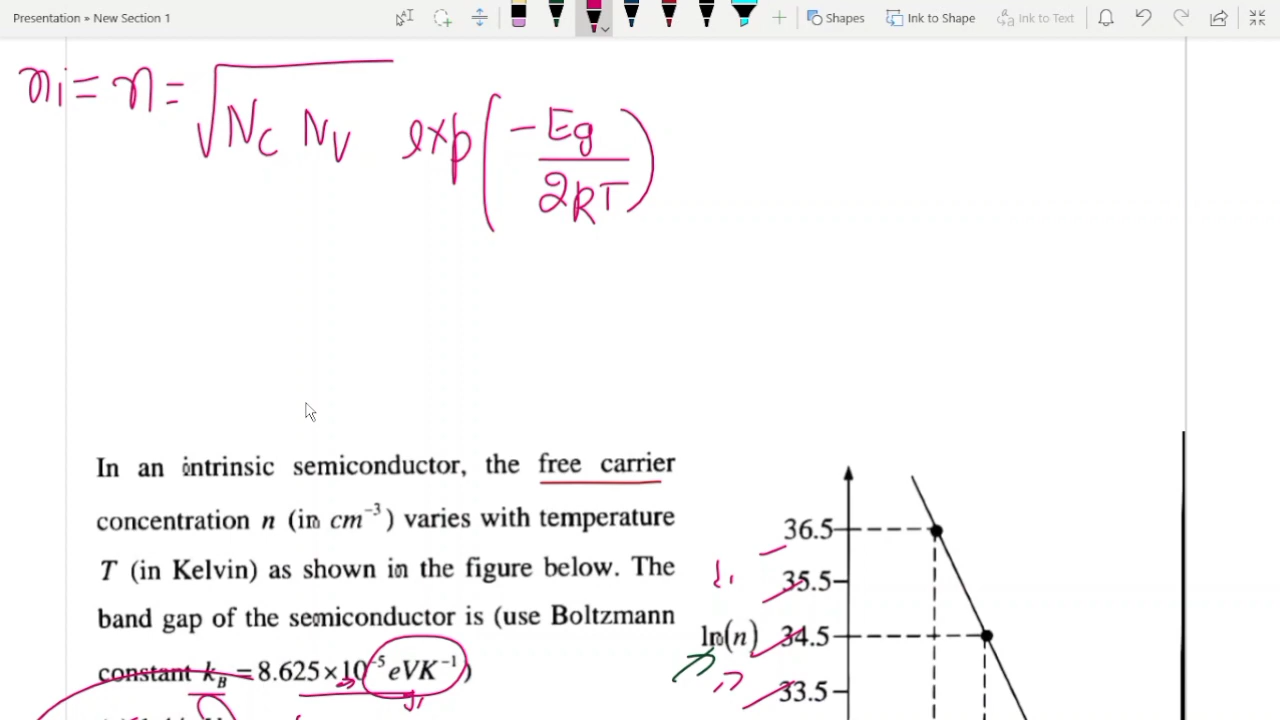 Presentation » New Section 1
Shapes
Ink to Shape
Ink to Text
ni = n = √NC NV exp(-Eg/2kT)
In an intrinsic semiconductor, the free carrier
concentration n (in cm⁻³) varies with temperature
T (in Kelvin) as shown in the figure below. The
band gap of the semiconductor is (use Boltzmann
constant k_B = 8.625×10⁻⁵ eVK⁻¹)
36.5
35.5
ln(n)
34.5
33.5